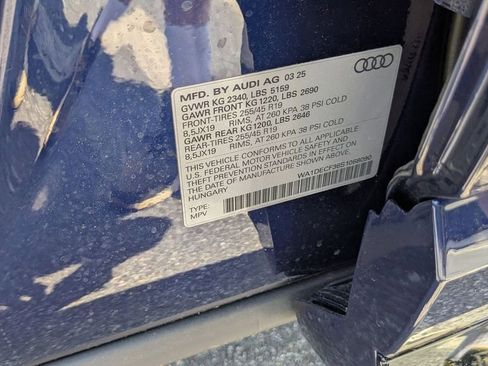 MFD. BY AUDI AG 03 25
GVWR KG 2340, LBS 5159
GAWR FRONT KG 1220, LBS 2690
FRONT-TIRES 255/45 R19
8,5JX19 RIMS, AT 260 KPA 38 PSI COLD
GAWR REAR KG1200, LBS 2646
REAR-TIRES 255/45 R19
8,5JX19 RIMS, AT 260 KPA 38 PSI COLD
THIS VEHICLE CONFORMS TO ALL APPLICABLE
U.S. FEDERAL MOTOR VEHICLE SAFETY AND
THEFT PREVENTION STANDARDS IN EFFECT ON
THE DATE OF MANUFACTURE SHOWN ABOVE.
HUNGARY
WA1DECF36S1068090
TYPE:
MPV